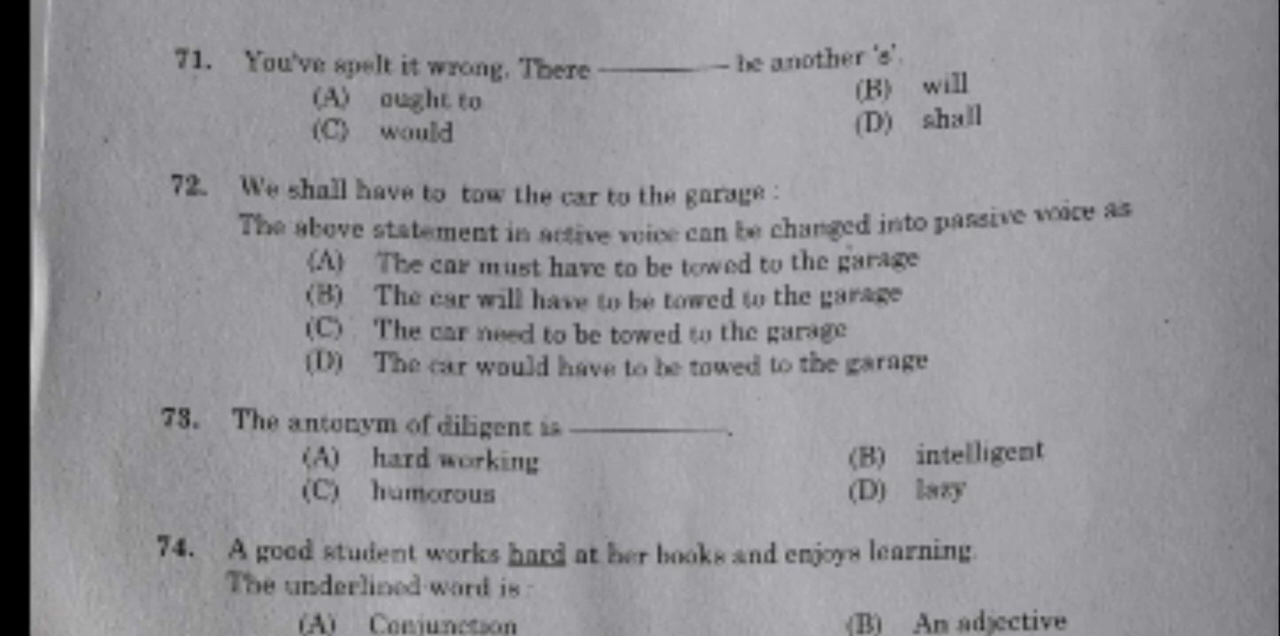 71. You've spelt it wrong. There ———— be another 's'.
(A) ought to (B) will
(C) would (D) shall
72. We shall have to tow the car to the garage :
The above statement in active voice can be changed into passive voice as
(A) The car must have to be towed to the garage
(B) The car will have to be towed to the garage
(C) The car need to be towed to the garage
(D) The car would have to be towed to the garage
73. The antonym of diligent is ————.
(A) hard working (B) intelligent
(C) humorous (D) lazy
74. A good student works hard at her books and enjoys learning.
The underlined word is :
(A) Conjunction (B) An adjective